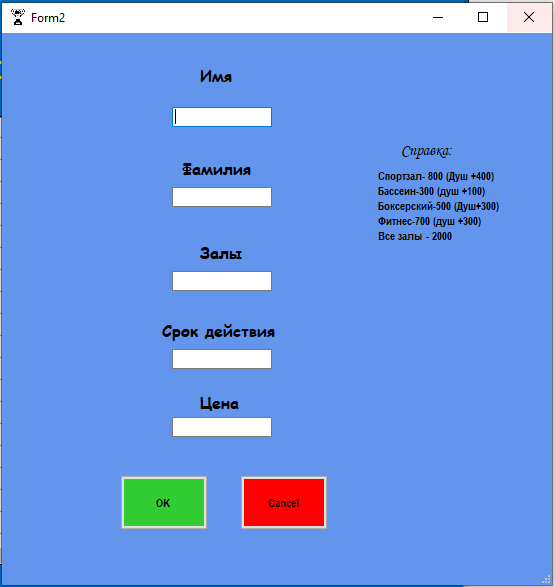 Form2
Имя
Фамилия
Залы
Срок действия
Цена
OK
Cancel
Справка:
Спортзал- 800 (Душ +400)
Бассеин-300 (душ +100)
Боксерский-500 (Душ+300)
Фитнес-700 (душ +300)
Все залы - 2000